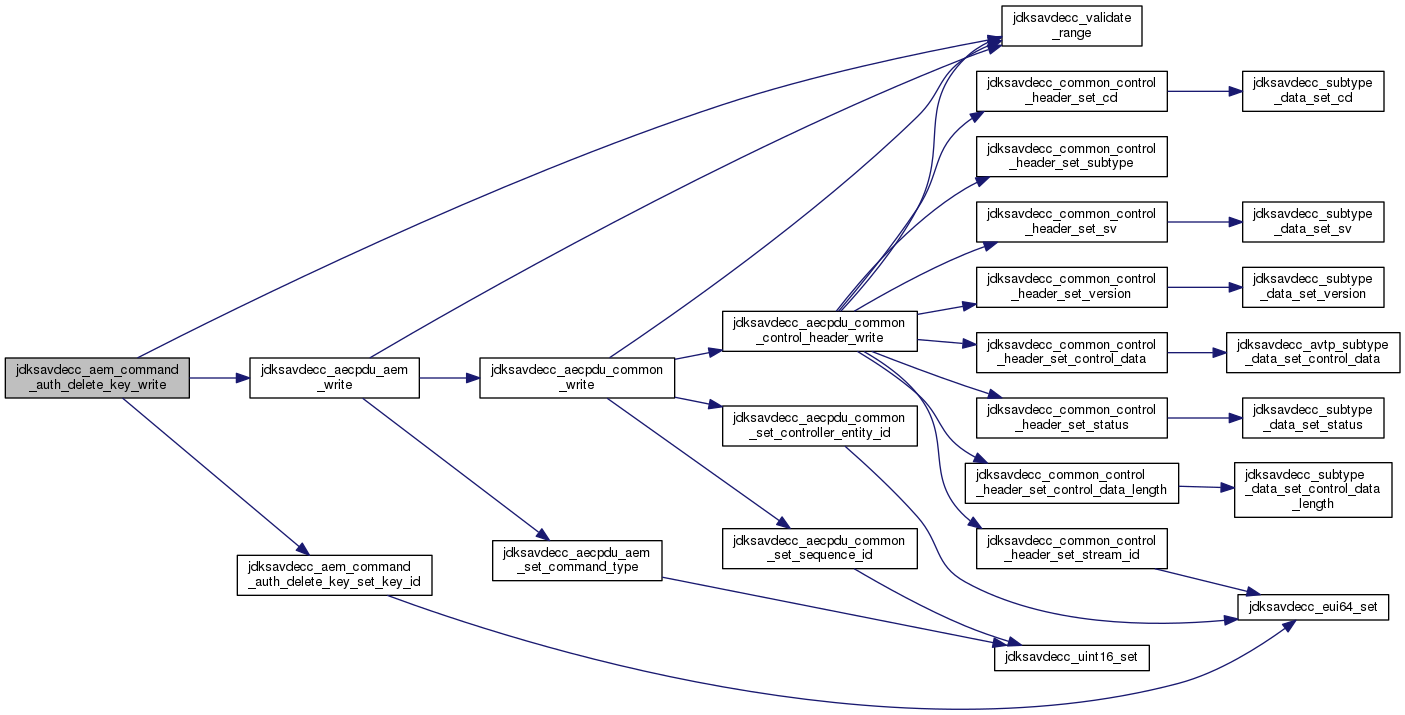 jdksavdecc_validate
_range
jdksavdecc_common_control
_header_set_cd
jdksavdecc_subtype
_data_set_cd
jdksavdecc_common_control
_header_set_subtype
jdksavdecc_common_control
_header_set_sv
jdksavdecc_subtype
_data_set_sv
jdksavdecc_common_control
_header_set_version
jdksavdecc_subtype
_data_set_version
jdksavdecc_aecpdu_common
_control_header_write
jdksavdecc_common_control
_header_set_control_data
jdksavdecc_avtp_subtype
_data_set_control_data
jdksavdecc_aem_command
_auth_delete_key_write
jdksavdecc_aecpdu_aem
_write
jdksavdecc_aecpdu_common
_write
jdksavdecc_aecpdu_common
_set_controller_entity_id
jdksavdecc_common_control
_header_set_status
jdksavdecc_subtype
_data_set_status
jdksavdecc_common_control
_header_set_control_data_length
jdksavdecc_subtype
_data_set_control_data
_length
jdksavdecc_aecpdu_common
_set_sequence_id
jdksavdecc_common_control
_header_set_stream_id
jdksavdecc_aecpdu_aem
_set_command_type
jdksavdecc_aem_command
_auth_delete_key_set_key_id
jdksavdecc_eui64_set
jdksavdecc_uint16_set